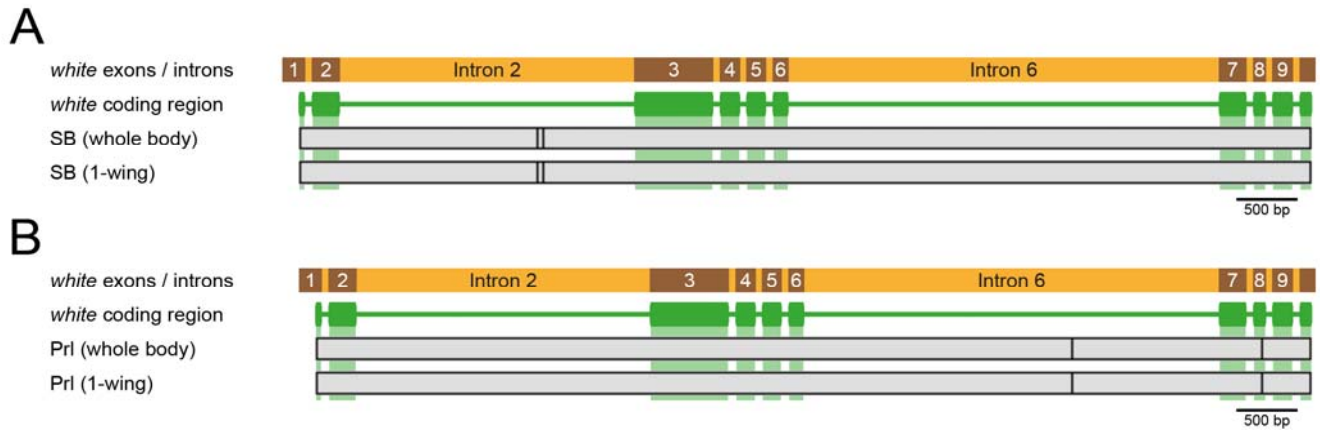 A
white exons / introns 1 2 Intron 2 3 4 5 6 Intron 6 7 8 9
white coding region
SB (whole body)
SB (1-wing)
500 bp
B
white exons / introns 1 2 Intron 2 3 4 5 6 Intron 6 7 8 9
white coding region
Prl (whole body)
Prl (1-wing)
500 bp